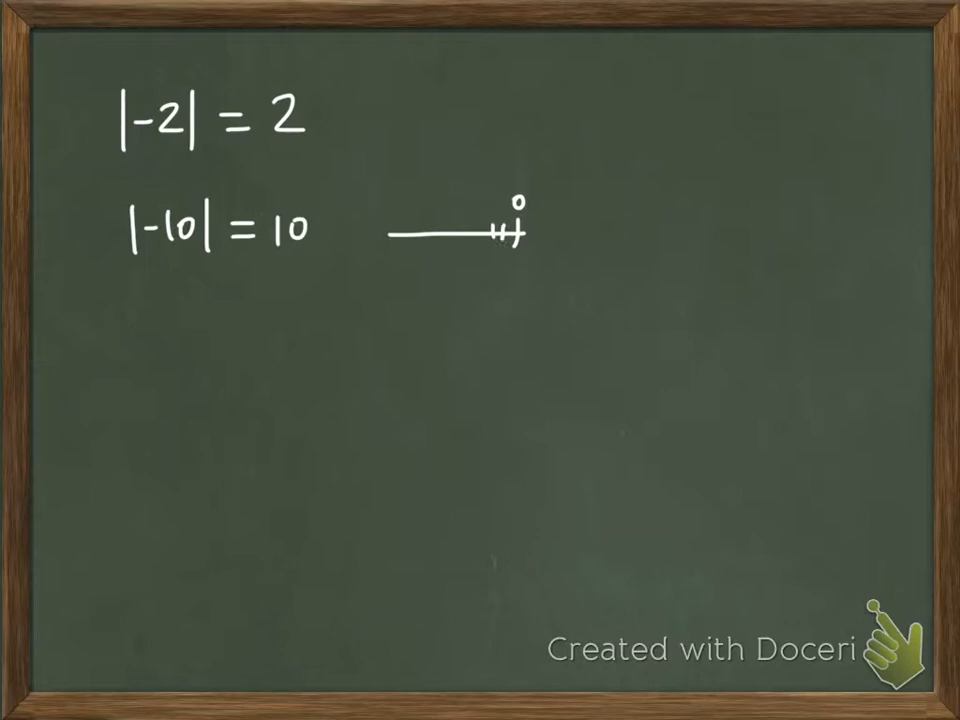 |-2| = 2
0
|-10| = 10
Created with Doceri